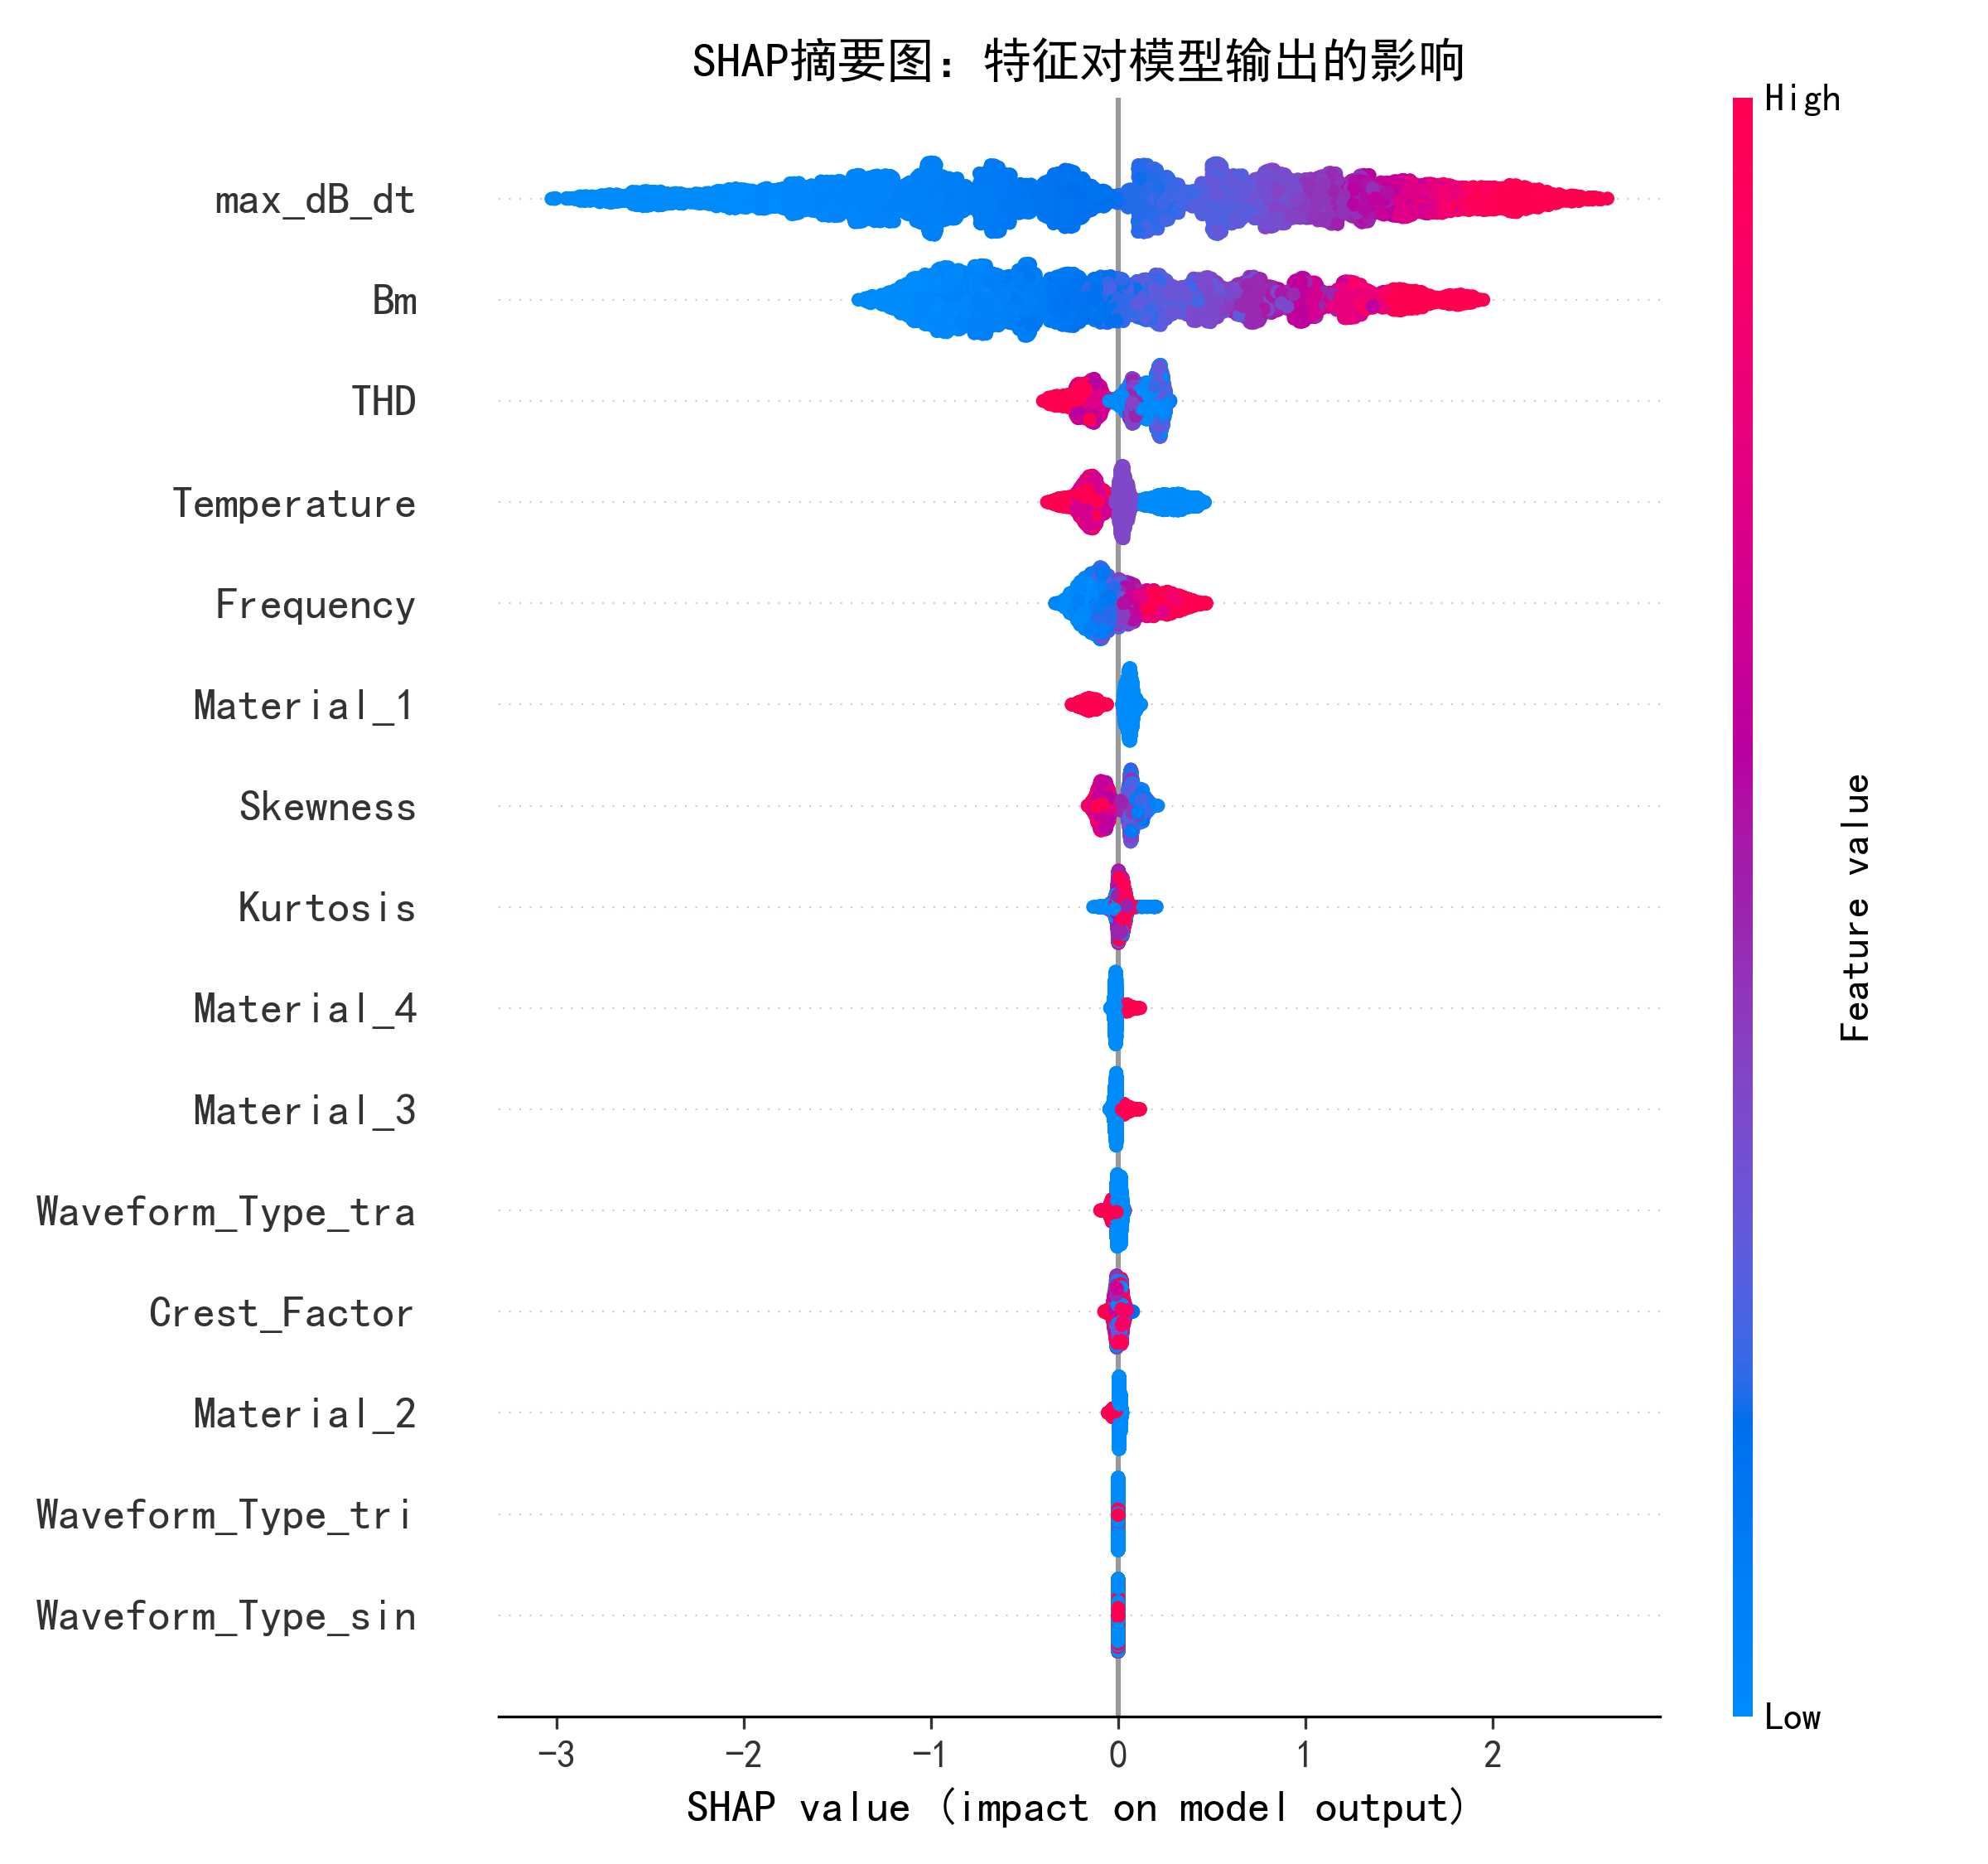 SHAP摘要图：特征对模型输出的影响
High
max_dB_dt
Bm
THD
Temperature
Frequency
Material_1
Skewness
Kurtosis
Material_4
Material_3
Waveform_Type_tra
Crest_Factor
Material_2
Waveform_Type_tri
Waveform_Type_sin
Feature value
Low
−3 −2 −1 0 1 2
SHAP value (impact on model output)